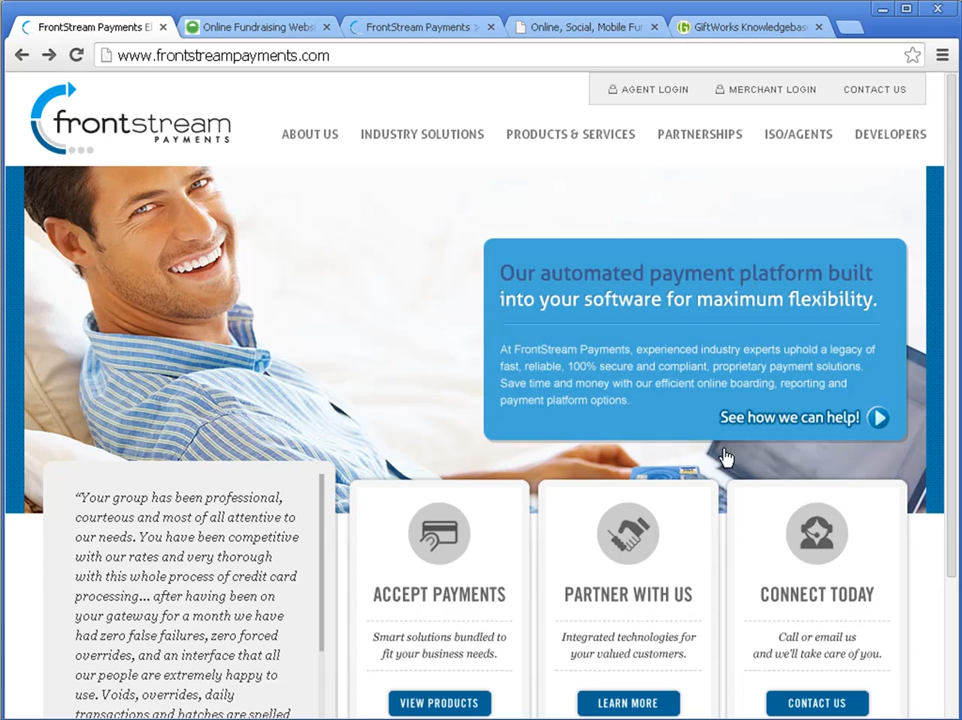 FrontStream Payments El
Online Fundraising Websi
FrontStream Payments >
Online, Social, Mobile Fur
GiftWorks Knowledgebas
www.frontstreampayments.com
AGENT LOGIN
MERCHANT LOGIN
CONTACT US
frontstream
PAYMENTS
ABOUT US
INDUSTRY SOLUTIONS
PRODUCTS & SERVICES
PARTNERSHIPS
ISO/AGENTS
DEVELOPERS
Our automated payment platform built
into your software for maximum flexibility.
At FrontStream Payments, experienced industry experts uphold a legacy of
fast, reliable, 100% secure and compliant, proprietary payment solutions.
Save time and money with our efficient online boarding, reporting and
payment platform options.
See how we can help!
“Your group has been professional,
courteous and most of all attentive to
our needs. You have been competitive
with our rates and very thorough
with this whole process of credit card
processing... after having been on
your gateway for a month we have
had zero false failures, zero forced
overrides, and an interface that all
our people are extremely happy to
use. Voids, overrides, daily
transactions and batches are spelled
ACCEPT PAYMENTS
Smart solutions bundled to
fit your business needs.
VIEW PRODUCTS
PARTNER WITH US
Integrated technologies for
your valued customers.
LEARN MORE
CONNECT TODAY
Call or email us
and we'll take care of you.
CONTACT US